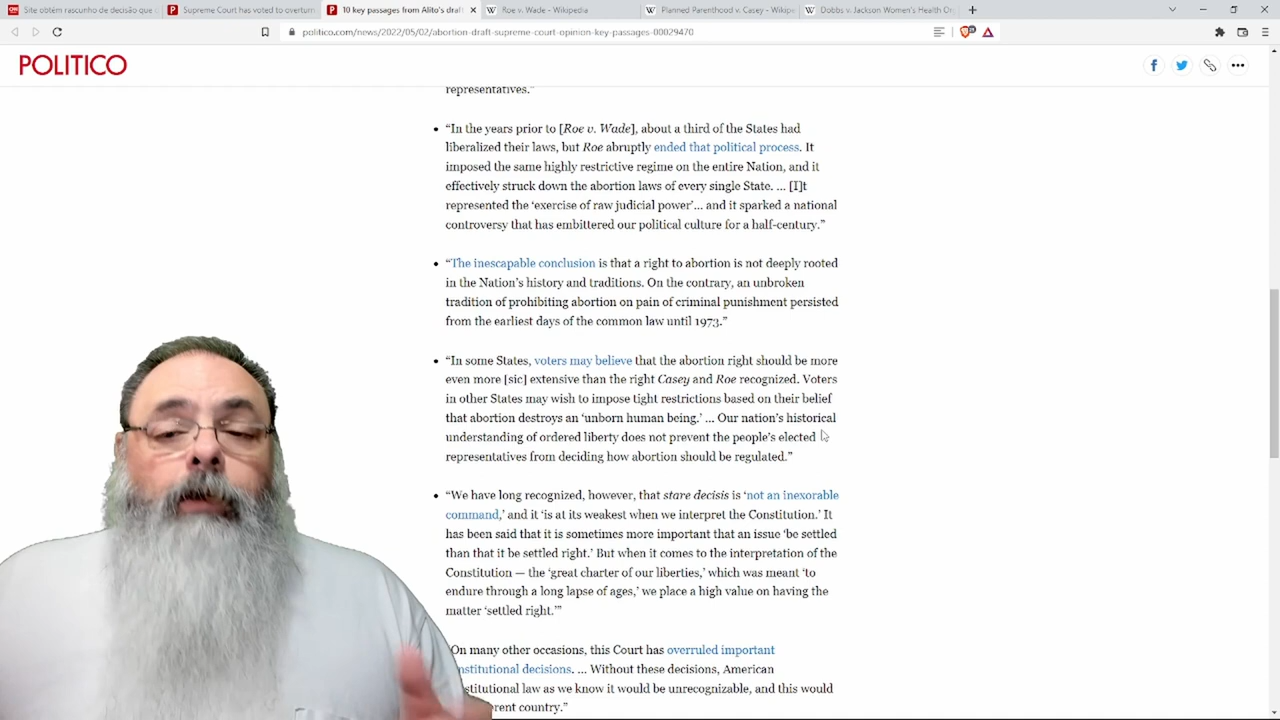 Site obtém rascunho de decisão que
Supreme Court has voted to overturn
10 key passages from Alito's draf
Roe v. Wade - Wikipedia
Planned Parenthood v. Casey - Wikipe
Dobbs v. Jackson Women's Health Or
politico.com/news/2022/05/02/abortion-draft-supreme-court-opinion-key-passages-00029470
POLITICO
representatives."
• “In the years prior to [Roe v. Wade], about a third of the States had
liberalized their laws, but Roe abruptly ended that political process. It
imposed the same highly restrictive regime on the entire Nation, and it
effectively struck down the abortion laws of every single State. ... [I]t
represented the ‘exercise of raw judicial power’... and it sparked a national
controversy that has embittered our political culture for a half-century.”
• “The inescapable conclusion is that a right to abortion is not deeply rooted
in the Nation’s history and traditions. On the contrary, an unbroken
tradition of prohibiting abortion on pain of criminal punishment persisted
from the earliest days of the common law until 1973.”
• “In some States, voters may believe that the abortion right should be more
even more [sic] extensive than the right Casey and Roe recognized. Voters
in other States may wish to impose tight restrictions based on their belief
that abortion destroys an ‘unborn human being.’ ... Our nation’s historical
understanding of ordered liberty does not prevent the people’s elected
representatives from deciding how abortion should be regulated.”
• “We have long recognized, however, that stare decisis is ‘not an inexorable
command,’ and it ‘is at its weakest when we interpret the Constitution.’ It
has been said that it is sometimes more important that an issue ‘be settled
than that it be settled right.’ But when it comes to the interpretation of the
Constitution — the ‘great charter of our liberties,’ which was meant ‘to
endure through a long lapse of ages,’ we place a high value on having the
matter ‘settled right.’”
On many other occasions, this Court has overruled important
nstitutional decisions. ... Without these decisions, American
stitutional law as we know it would be unrecognizable, and this would
rent country.”